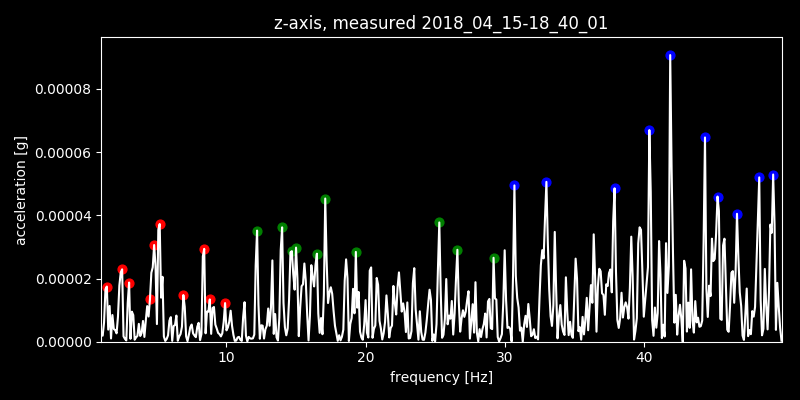 z-axis, measured 2018_04_15-18_40_01
acceleration [g]
0.00008
0.00006
0.00004
0.00002
0.00000
10 20 30 40
frequency [Hz]